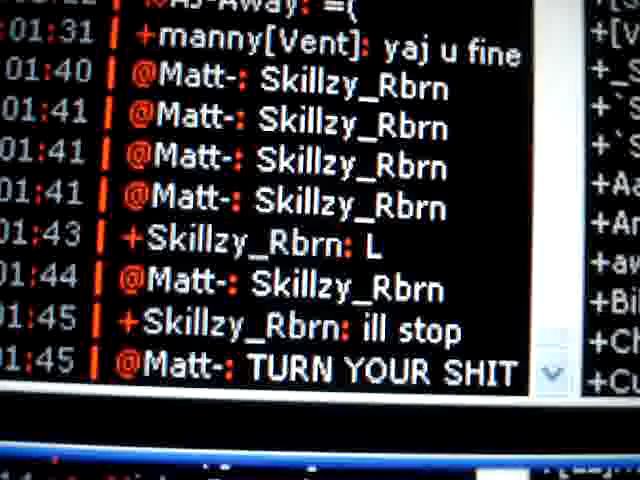 AJ-Away: =(
01:31 | +manny[Vent]: yaj u fine
01:40 | @Matt-: Skillzy_Rbrn
01:41 | @Matt-: Skillzy_Rbrn
01:41 | @Matt-: Skillzy_Rbrn
01:41 | @Matt-: Skillzy_Rbrn
01:43 | +Skillzy_Rbrn: L
01:44 | @Matt-: Skillzy_Rbrn
01:45 | +Skillzy_Rbrn: ill stop
01:45 | @Matt-: TURN YOUR SHIT